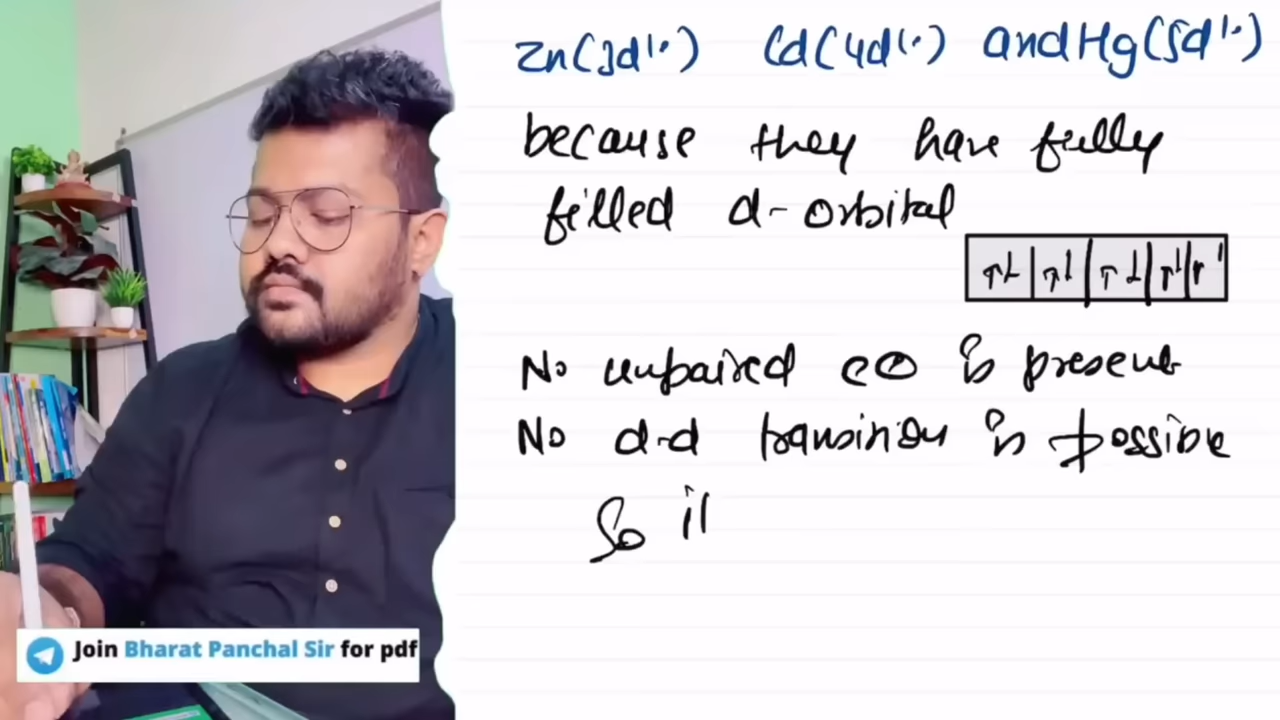 Zn(3d¹⁰) Cd(4d¹⁰) and Hg(5d¹⁰)
because they have fully
filled d-orbital
No unpaired e⊖ is present
No d-d transition is possible
So it
Join Bharat Panchal Sir for pdf